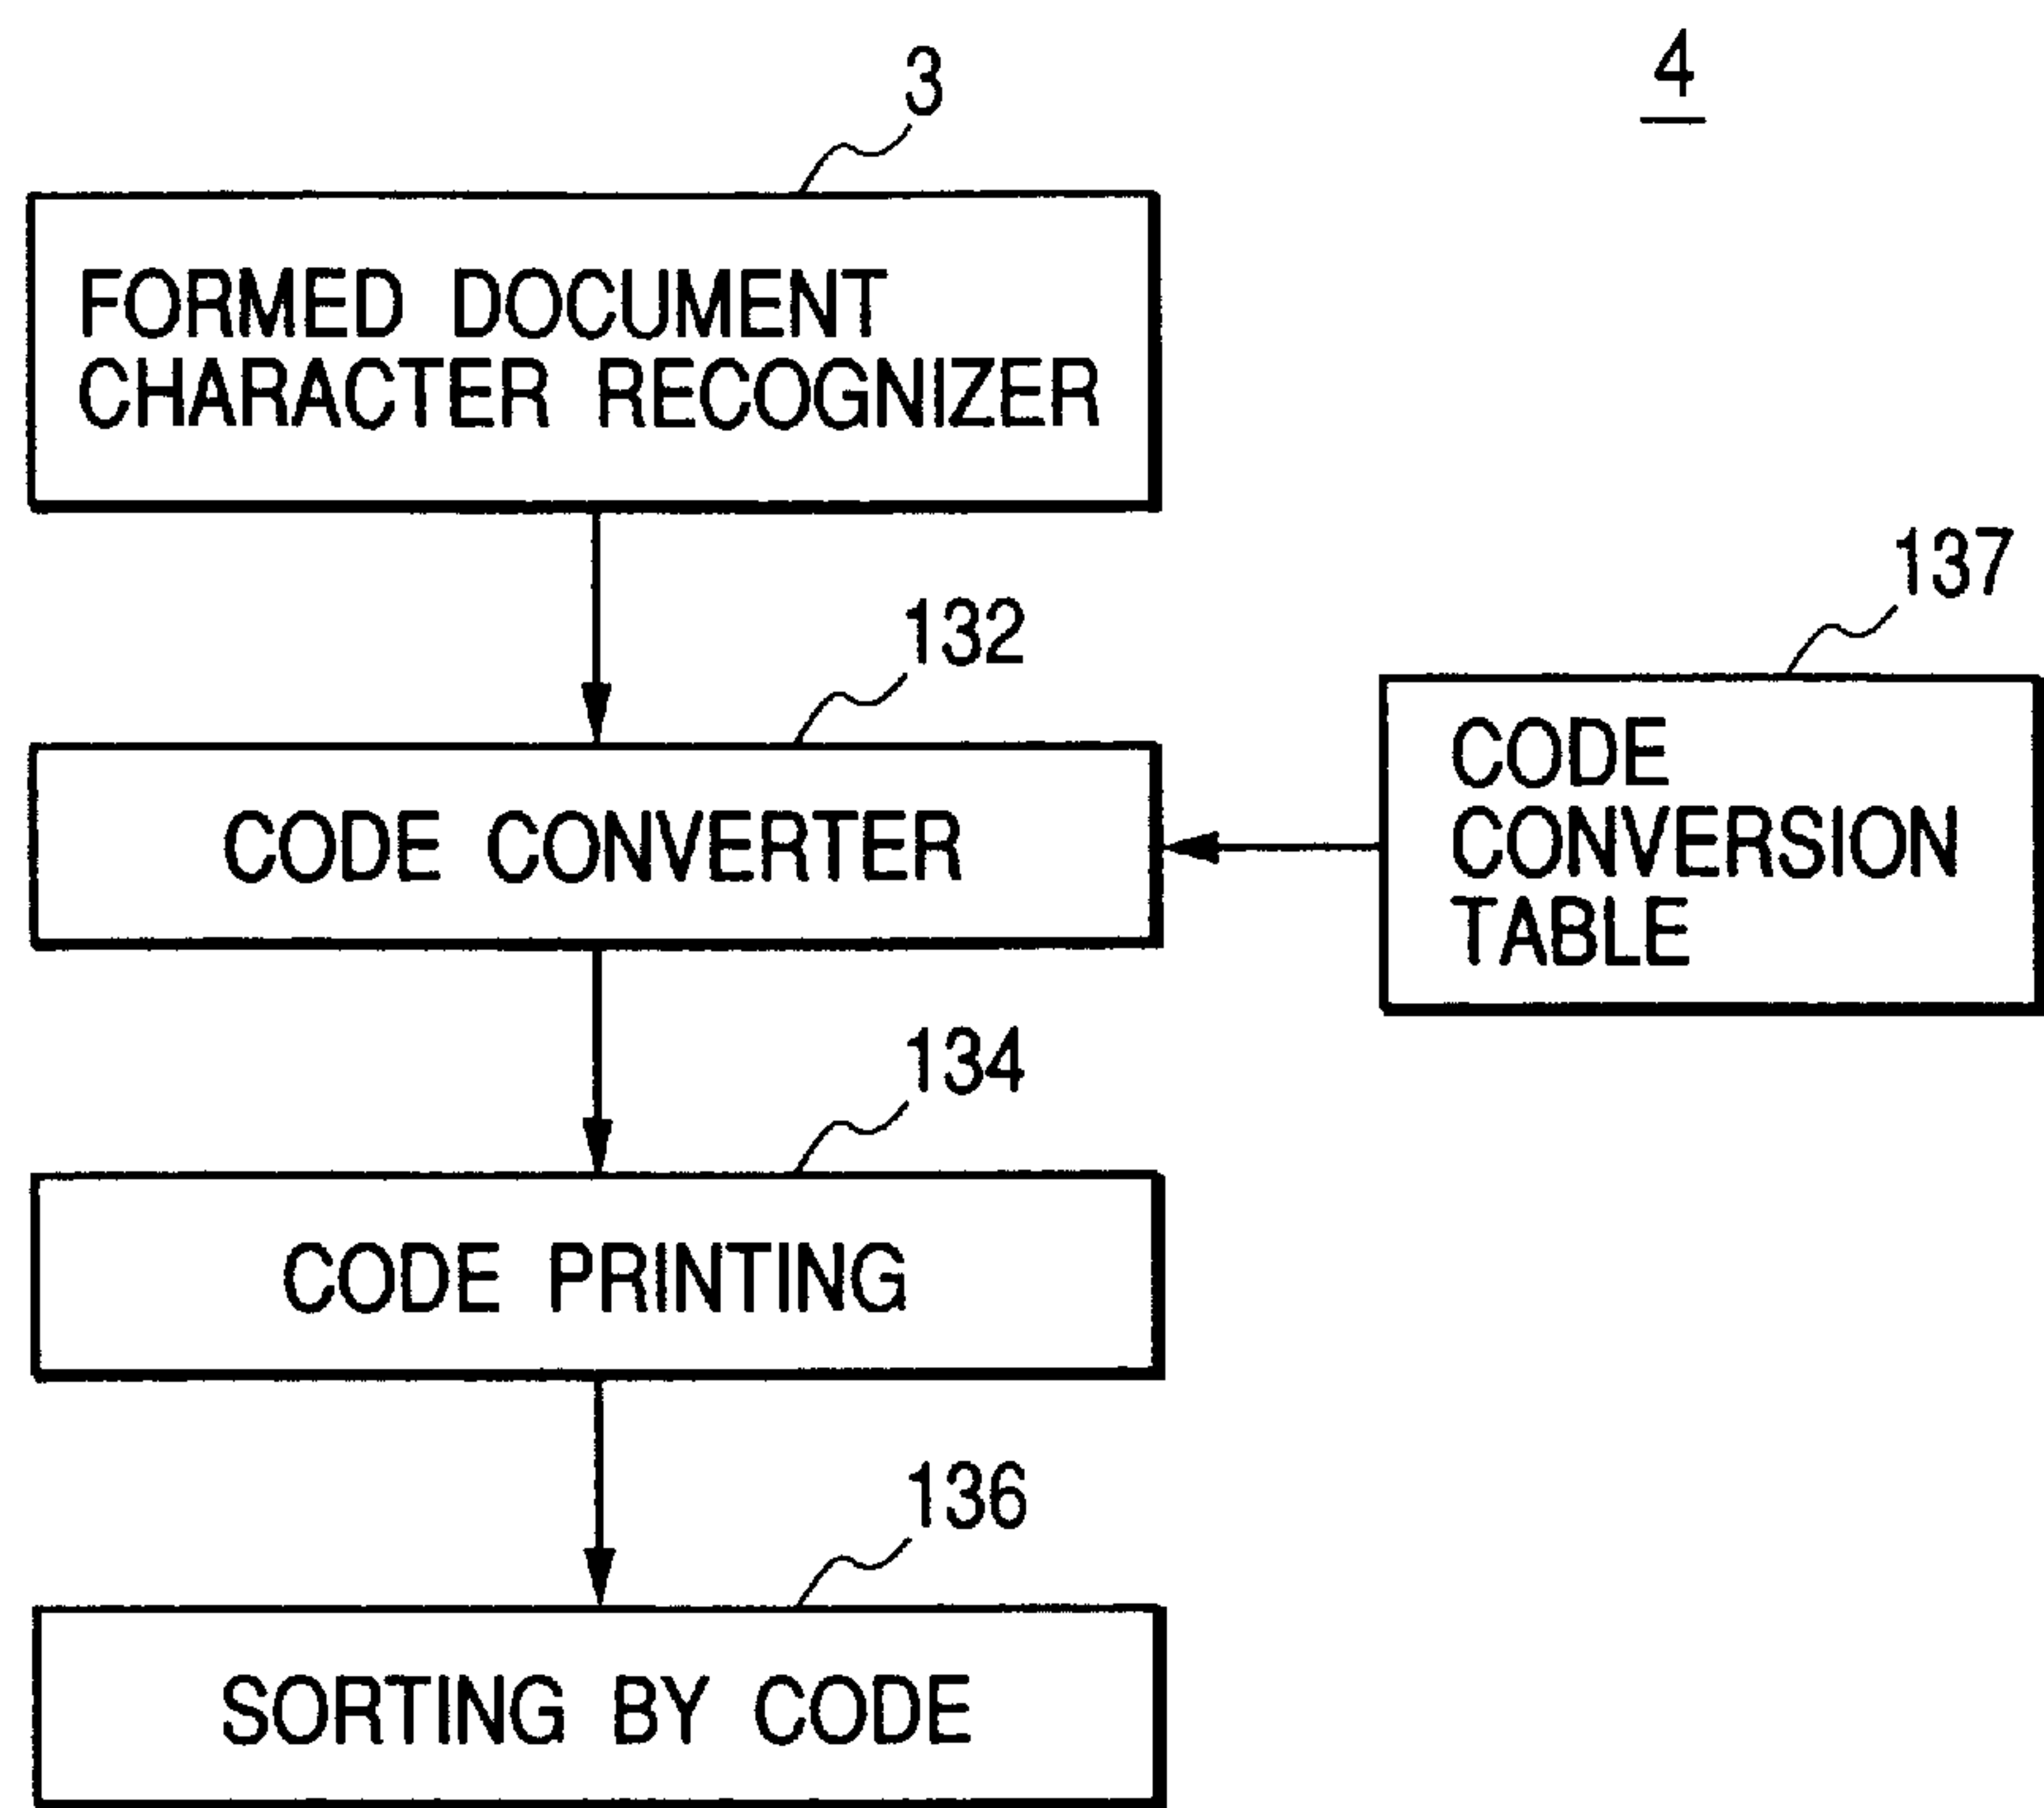 3
4
FORMED DOCUMENT
CHARACTER RECOGNIZER
132
137
CODE CONVERTER
CODE
CONVERSION
TABLE
134
CODE PRINTING
136
SORTING BY CODE